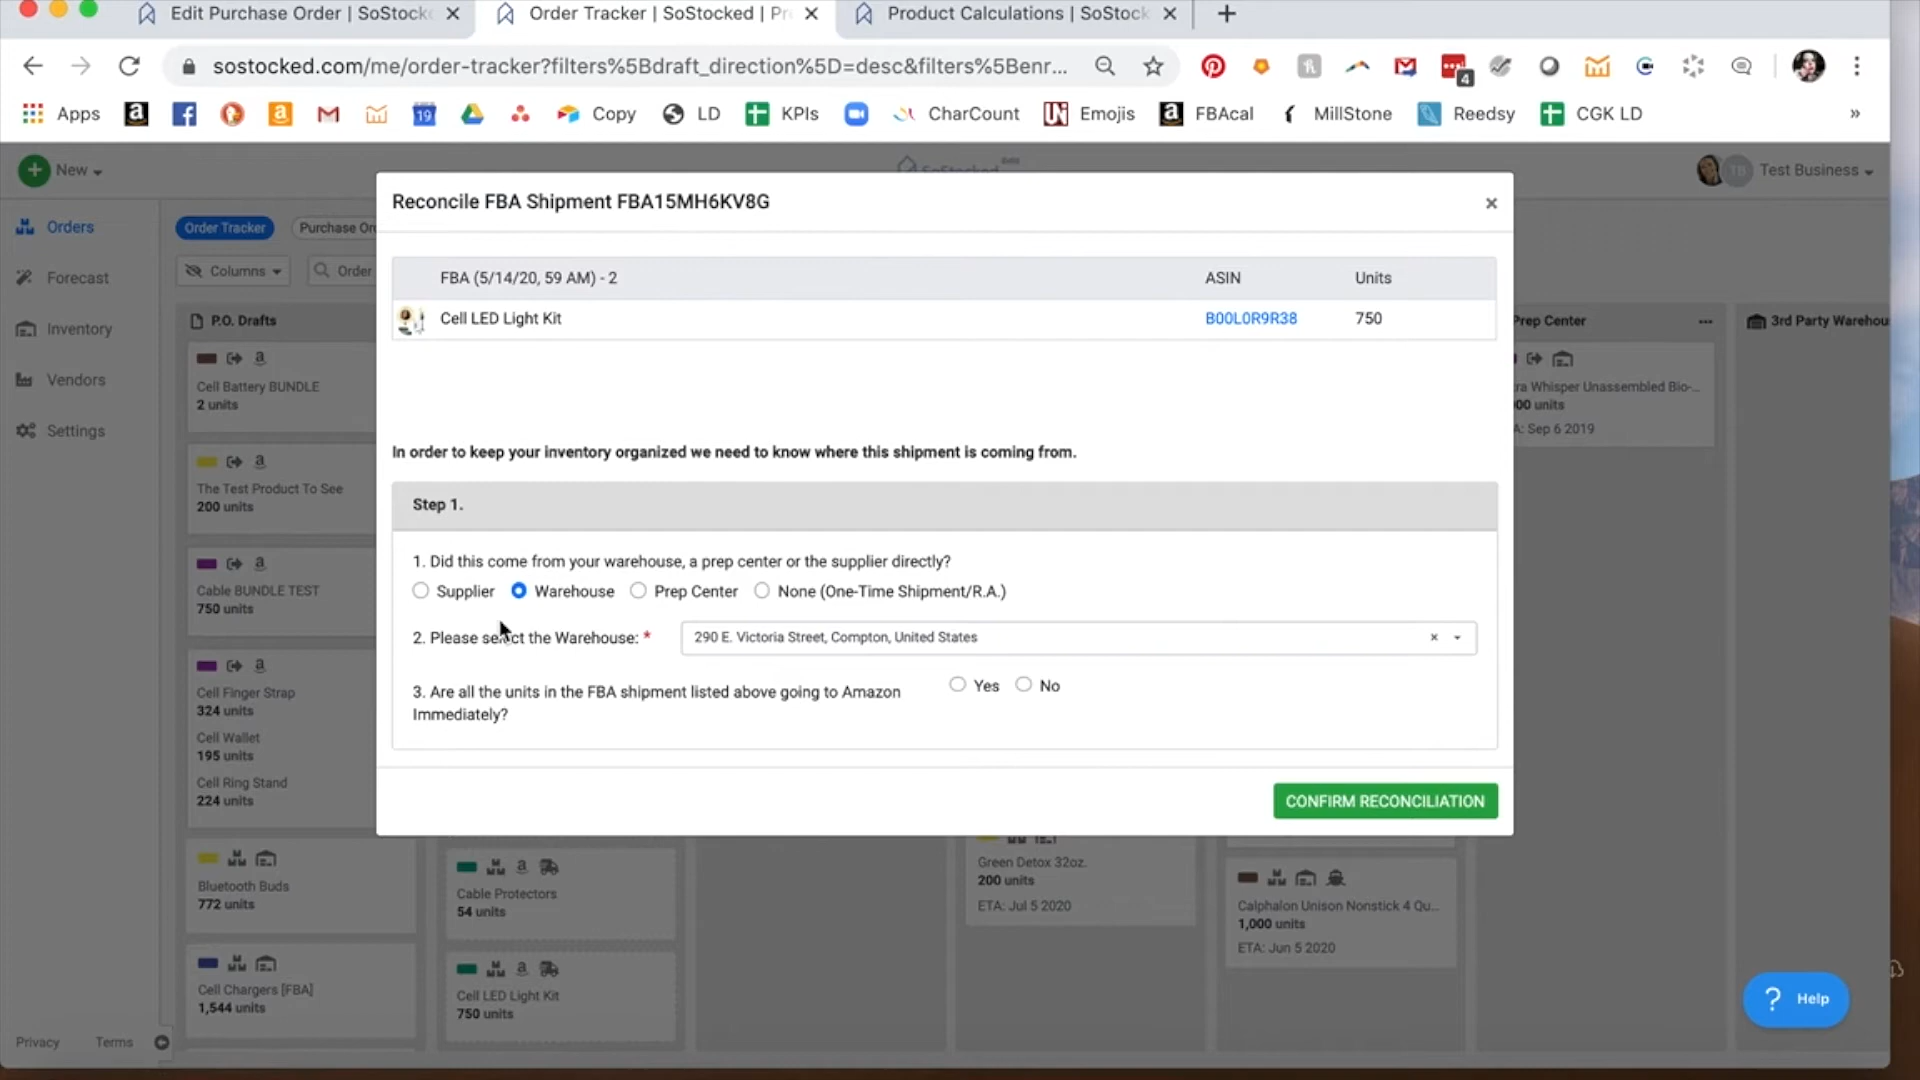 Edit Purchase Order | SoStock
Order Tracker | SoStocked | Pr
Product Calculations | SoStock
sostocked.com/me/order-tracker?filters%5Bdraft_direction%5D=desc&filters%5Benr...
4
Apps
19
Copy
LD
KPIs
CharCount
Emojis
FBAcal
MillStone
Reedsy
CGK LD
»
New
SoStocked Beta
TB
Test Business
Reconcile FBA Shipment FBA15MH6KV8G
×
Orders
Forecast
Inventory
Vendors
Settings
Order Tracker
Purchase Or
Columns
Order
FBA (5/14/20, 59 AM) - 2
ASIN
Units
Cell LED Light Kit
B00L0R9R38
750
P.O. Drafts
Cell Battery BUNDLE
2 units
The Test Product To See
200 units
Cable BUNDLE TEST
750 units
Cell Finger Strap
324 units
Cell Wallet
195 units
Cell Ring Stand
224 units
Bluetooth Buds
772 units
Cell Chargers [FBA]
1,544 units
In order to keep your inventory organized we need to know where this shipment is coming from.
Step 1.
1. Did this come from your warehouse, a prep center or the supplier directly?
Supplier
Warehouse
Prep Center
None (One-Time Shipment/R.A.)
2. Please select the Warehouse: *
290 E. Victoria Street, Compton, United States
×
3. Are all the units in the FBA shipment listed above going to Amazon
Immediately?
Yes
No
CONFIRM RECONCILIATION
Prep Center
...
3rd Party Warehou
ra Whisper Unassembled Bio-...
00 units
A: Sep 6 2019
Cable Protectors
54 units
Cell LED Light Kit
750 units
Green Detox 32oz.
200 units
ETA: Jul 5 2020
Calphalon Unison Nonstick 4 Qu...
1,000 units
ETA: Jun 5 2020
? Help
Privacy
Terms